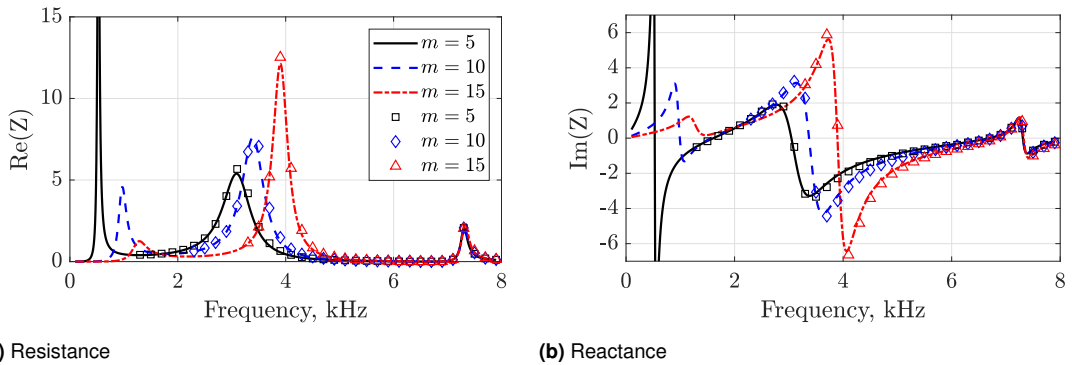 15
10
5
0
0
2
4
6
8
Re(Z)
Frequency, kHz
m = 5
m = 10
m = 15
m = 5
m = 10
m = 15
) Resistance
6
4
2
0
-2
-4
-6
0
2
4
6
8
Im(Z)
Frequency, kHz
(b) Reactance